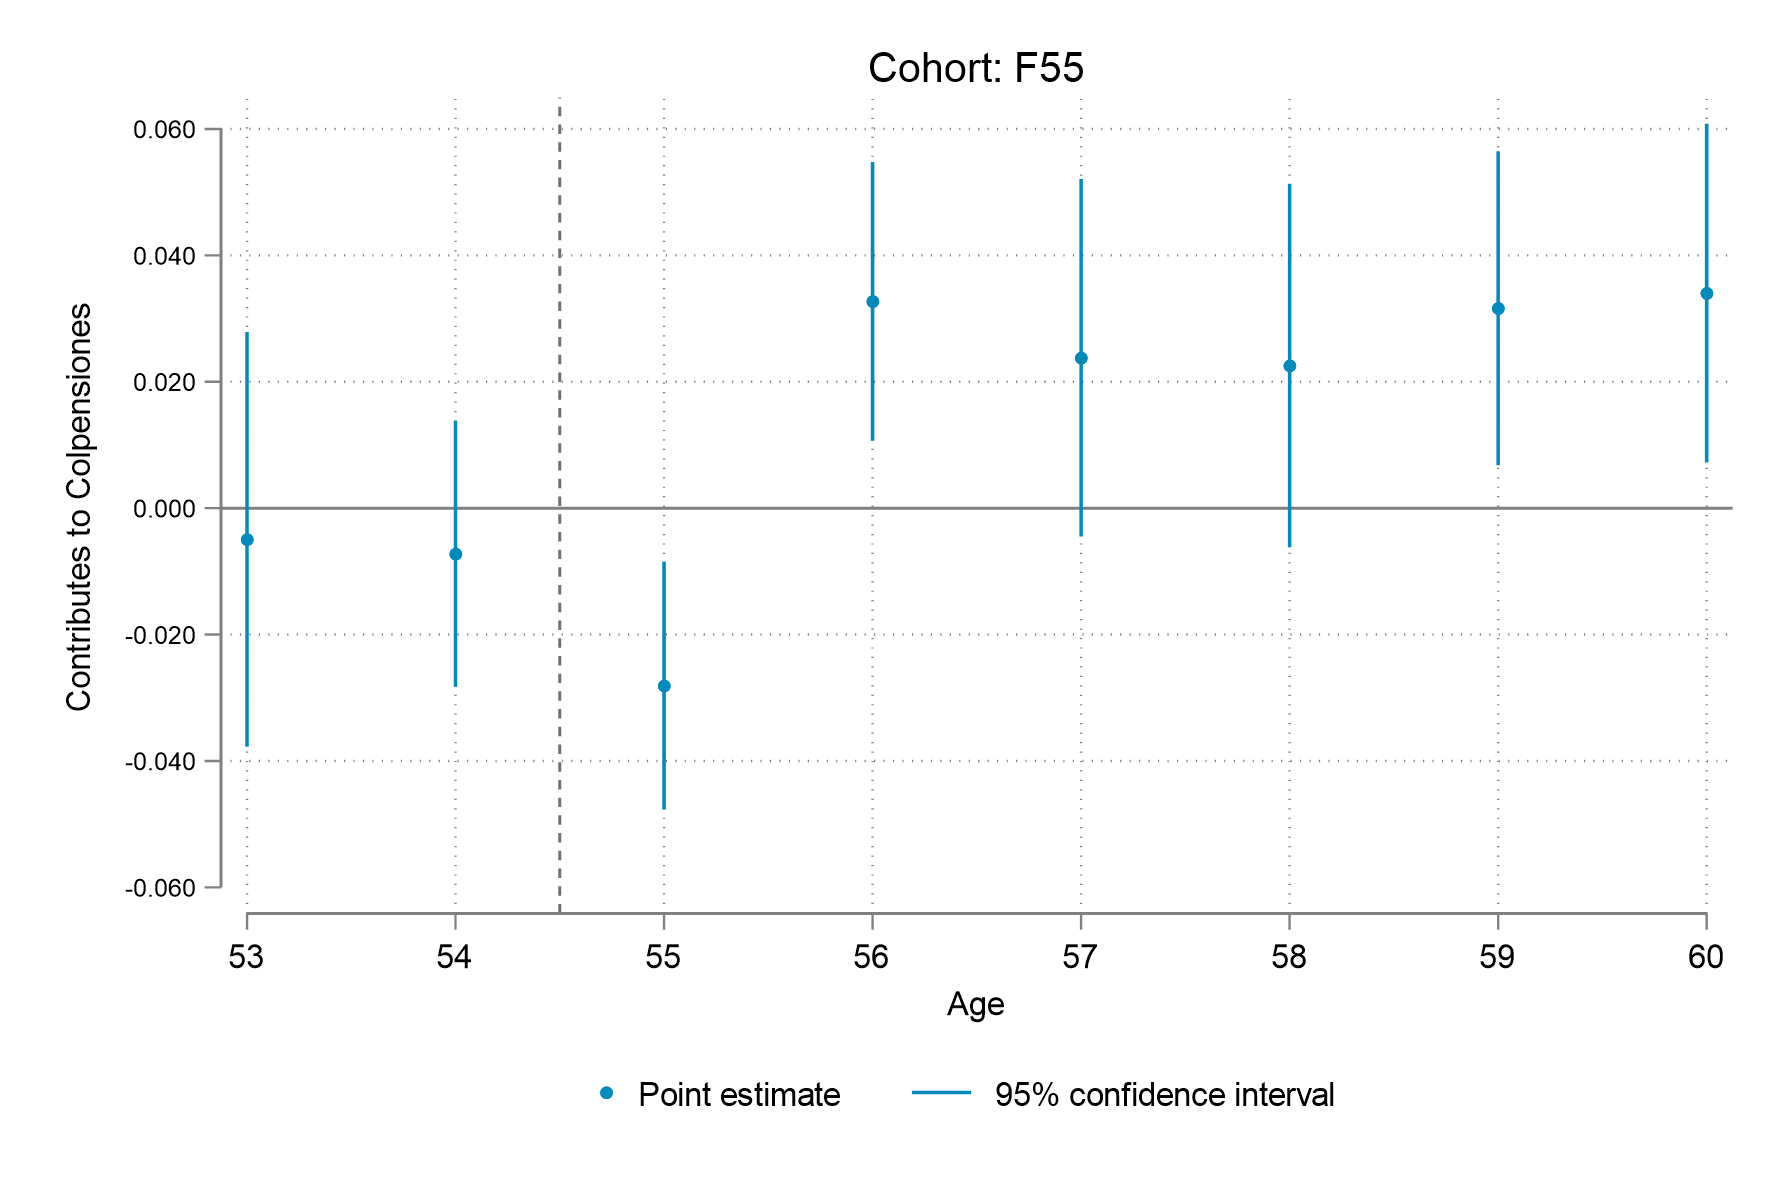 Cohort: F55
Contributes to Colpensiones
0.060
0.040
0.020
0.000
-0.020
-0.040
-0.060
53 54 55 56 57 58 59 60
Age
Point estimate 95% confidence interval